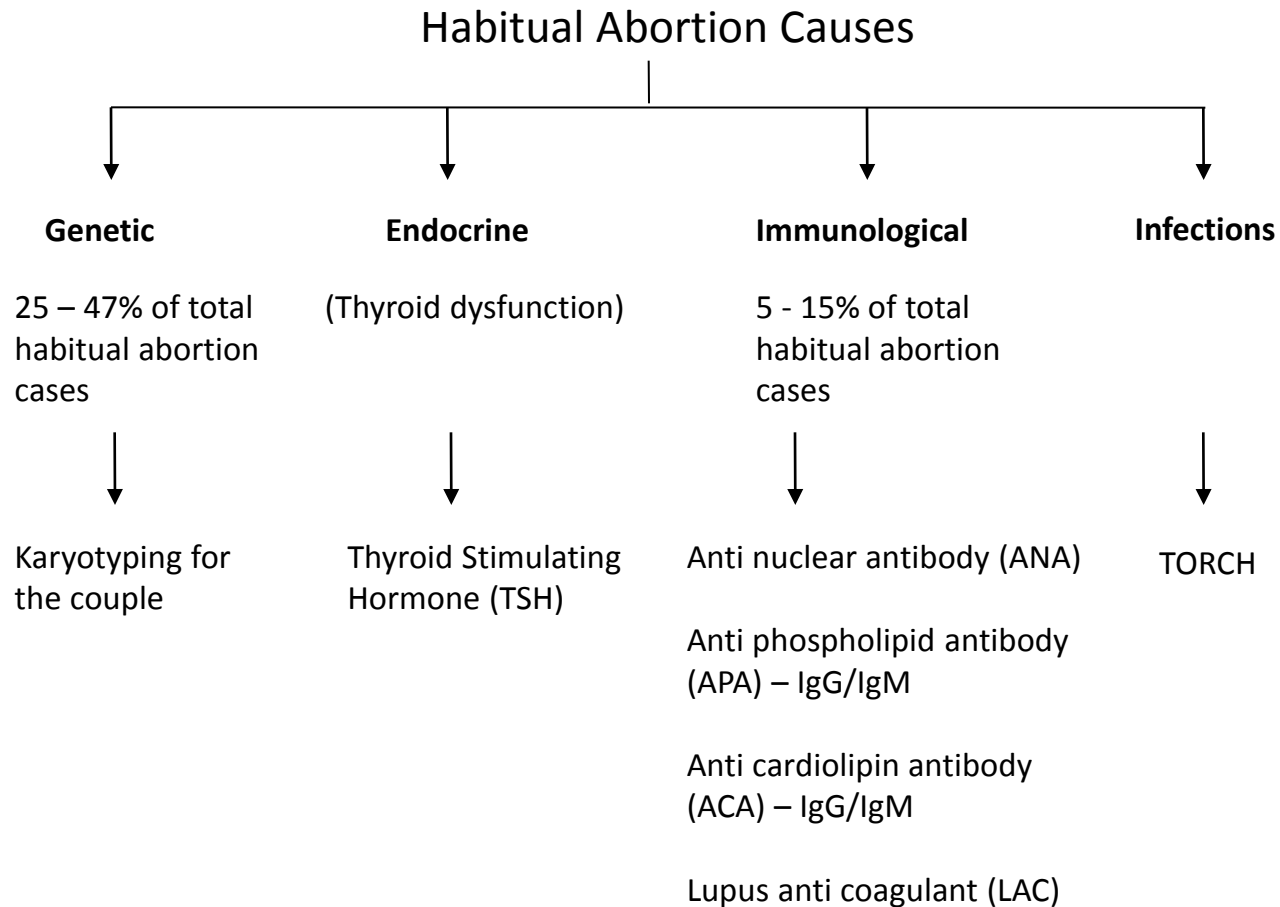 Habitual Abortion Causes
Genetic
25 – 47% of total
habitual abortion
cases
Karyotyping for
the couple
Endocrine
(Thyroid dysfunction)
Thyroid Stimulating
Hormone (TSH)
Immunological
5 - 15% of total
habitual abortion
cases
Anti nuclear antibody (ANA)
Anti phospholipid antibody
(APA) – IgG/IgM
Anti cardiolipin antibody
(ACA) – IgG/IgM
Lupus anti coagulant (LAC)
Infections
TORCH